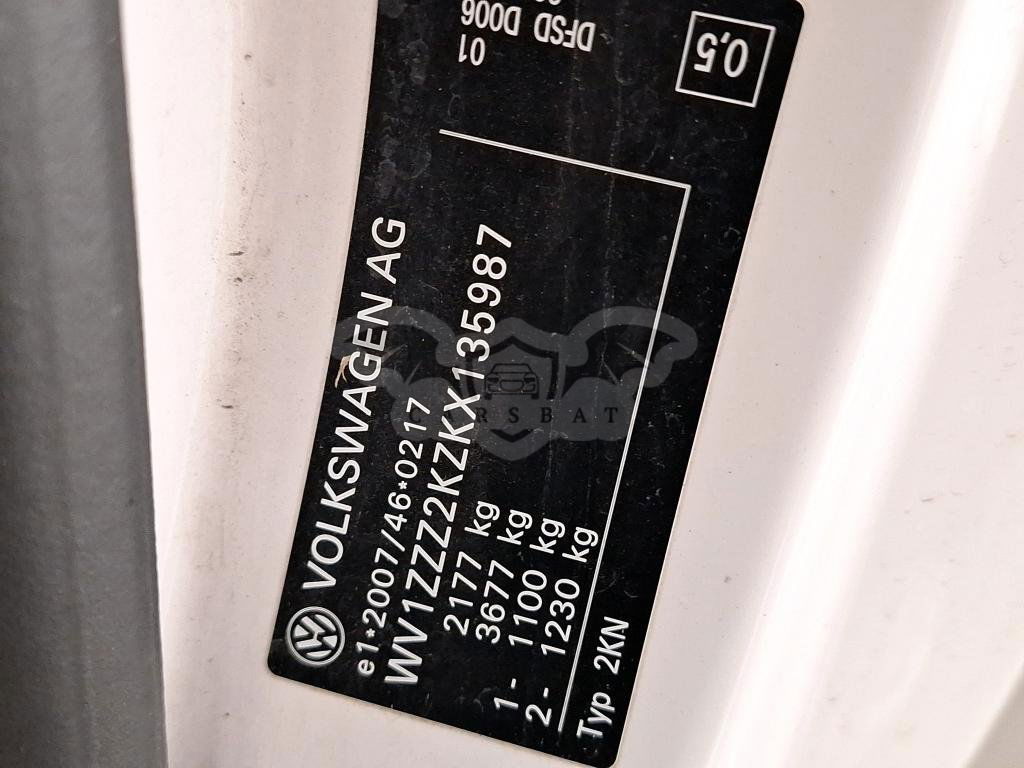 VOLKSWAGEN AG
e1*2007/46*0217
WV1ZZZ2KZKX135987
2177 kg
3677 kg
1- 1100 kg
2- 1230 kg
Typ 2KN
01
DFSD D006
0,5
CARSBAT